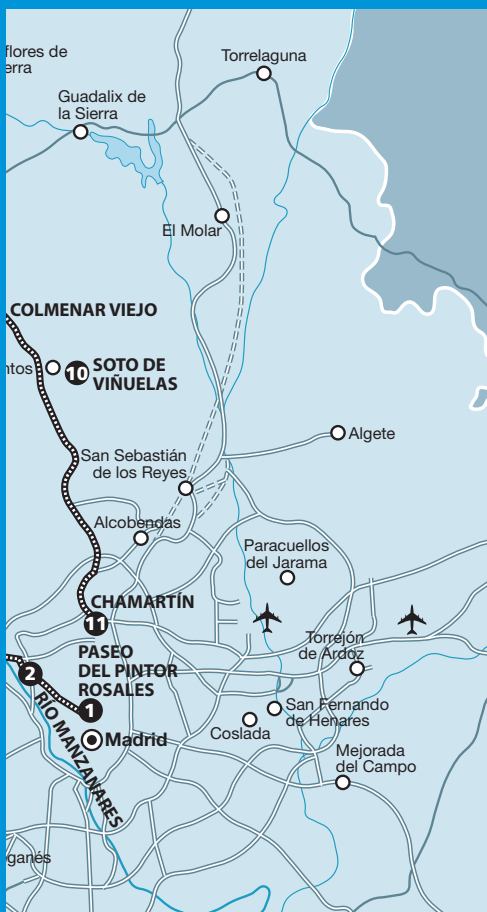 flores de
erra
Torrelaguna
Guadalix de
la Sierra
El Molar
COLMENAR VIEJO
ntos
10
SOTO DE
VIÑUELAS
Algete
San Sebastián
de los Reyes
Alcobendas
Paracuellos
del Jarama
CHAMARTÍN
11
PASEO
DEL PINTOR
ROSALES
Torrejón
de Ardoz
2
1
RÍO MANZANARES
San Fernando
de Henares
Coslada
Madrid
Mejorada
del Campo
eganés